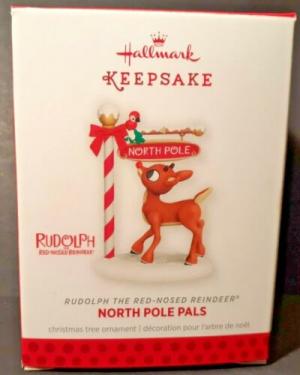 Hallmark
KEEPSAKE
NORTH POLE
RUDOLPH
THE
RED-NOSED REINDEER®
RUDOLPH THE RED-NOSED REINDEER®
NORTH POLE PALS
christmas tree ornament | décoration pour l'arbre de noël